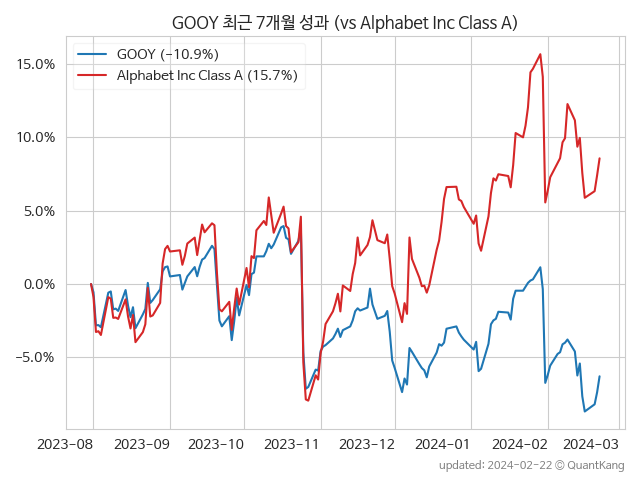 GOOY 최근 7개월 성과 (vs Alphabet Inc Class A)
GOOY (−10.9%)
Alphabet Inc Class A (15.7%)
15.0%
10.0%
5.0%
0.0%
−5.0%
2023-08 2023-09 2023-10 2023-11 2023-12 2024-01 2024-02 2024-03
updated: 2024-02-22 © QuantKang